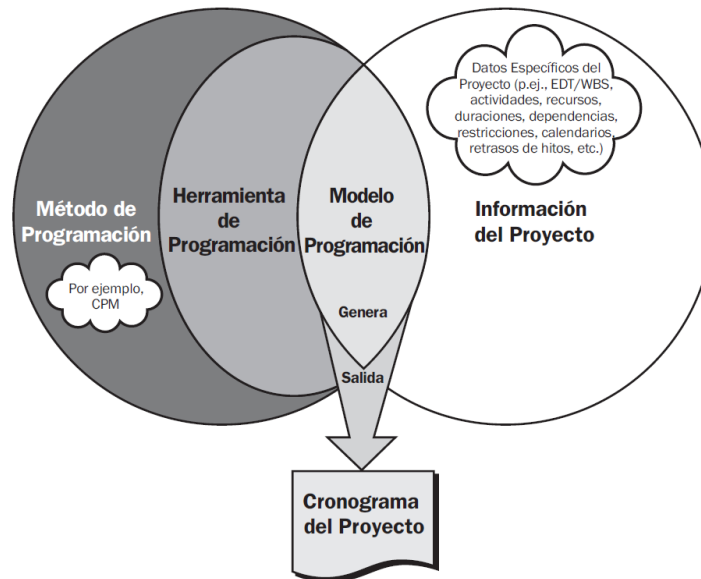 Datos Específicos del
Proyecto (p.ej., EDT/WBS,
actividades, recursos,
duraciones, dependencias,
restricciones, calendarios,
retrasos de hitos, etc.)
Método de
Programación
Por ejemplo,
CPM
Herramienta
de
Programación
Modelo
de
Programación
Genera
Salida
Información
del Proyecto
Cronograma
del Proyecto